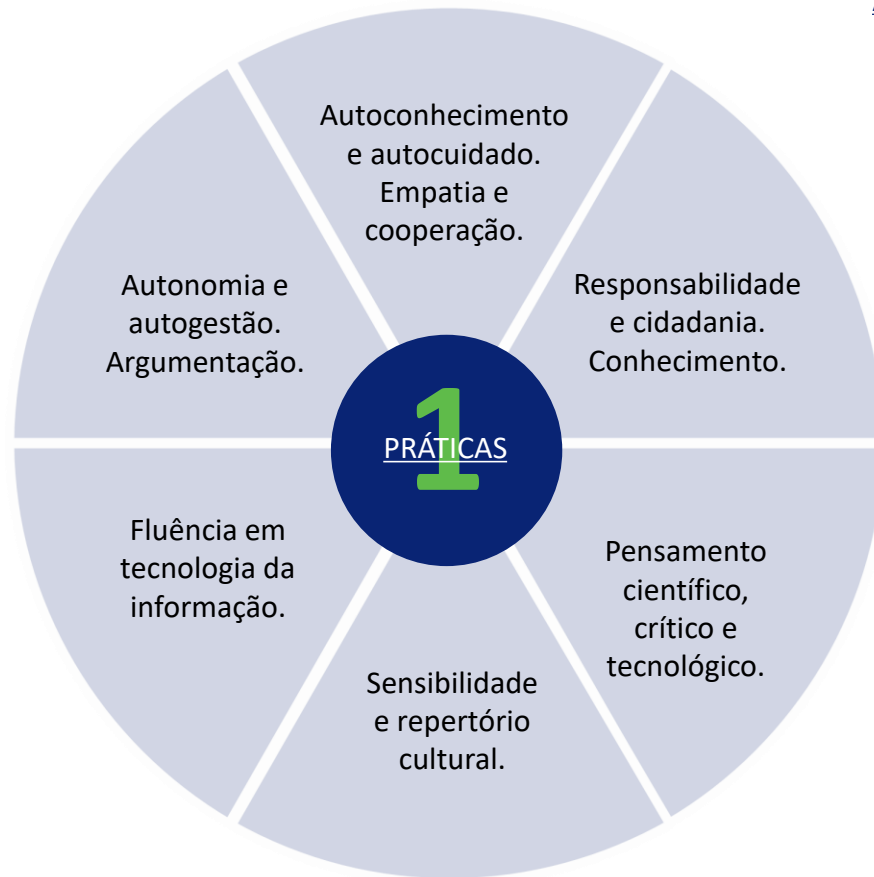 Autoconhecimento
e autocuidado.
Empatia e
cooperação.
Responsabilidade
e cidadania.
Conhecimento.
Pensamento
científico,
crítico e
tecnológico.
Sensibilidade
e repertório
cultural.
Fluência em
tecnologia da
informação.
Autonomia e
autogestão.
Argumentação.
1
PRÁTICAS